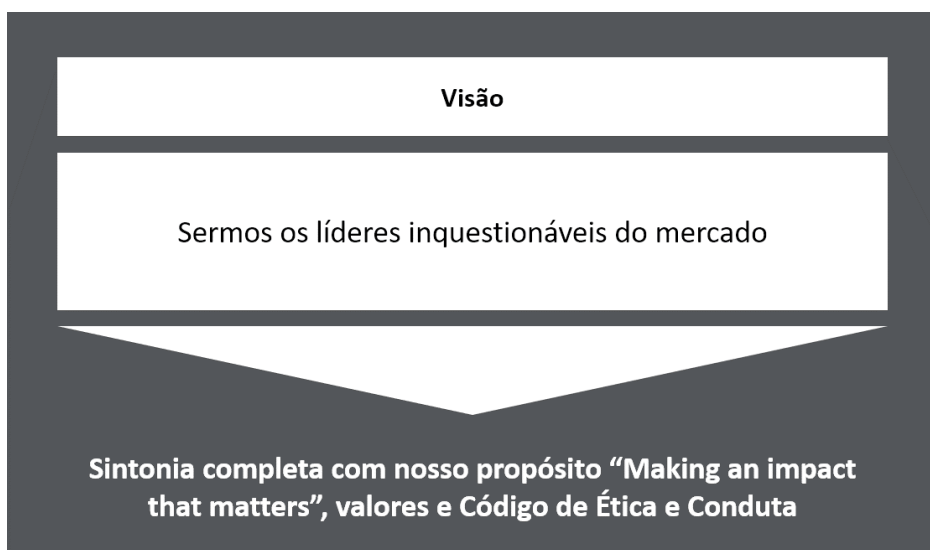 Visão
Sermos os líderes inquestionáveis do mercado
Sintonia completa com nosso propósito “Making an impact
that matters”, valores e Código de Ética e Conduta